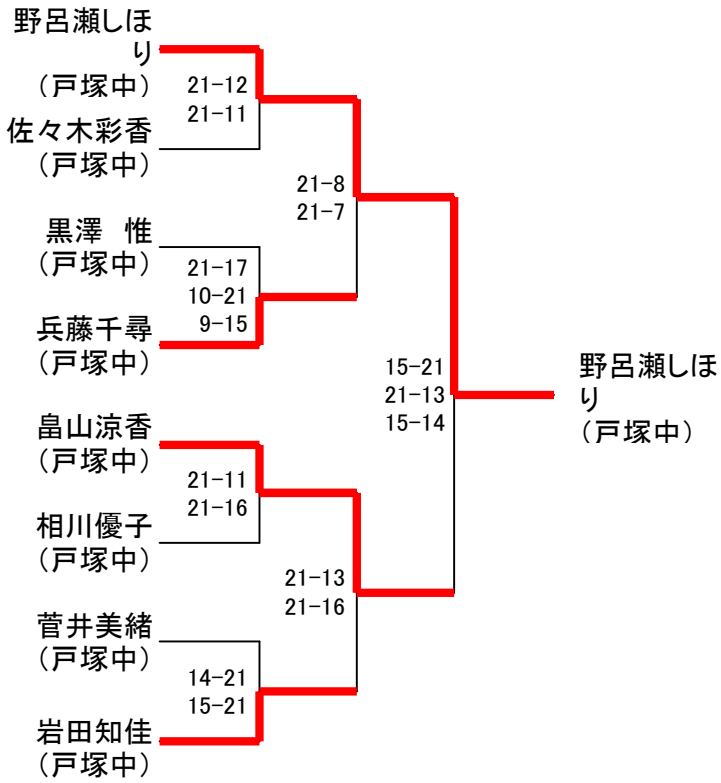 野呂瀬しほ
り
（戸塚中）
21-12
21-11
佐々木彩香
（戸塚中）
21-8
21-7
黒澤　惟
（戸塚中）
21-17
10-21
9-15
兵藤千尋
（戸塚中）
15-21
21-13
15-14
野呂瀬しほ
り
（戸塚中）
畠山涼香
（戸塚中）
21-11
21-16
相川優子
（戸塚中）
21-13
21-16
菅井美緒
（戸塚中）
14-21
15-21
岩田知佳
（戸塚中）